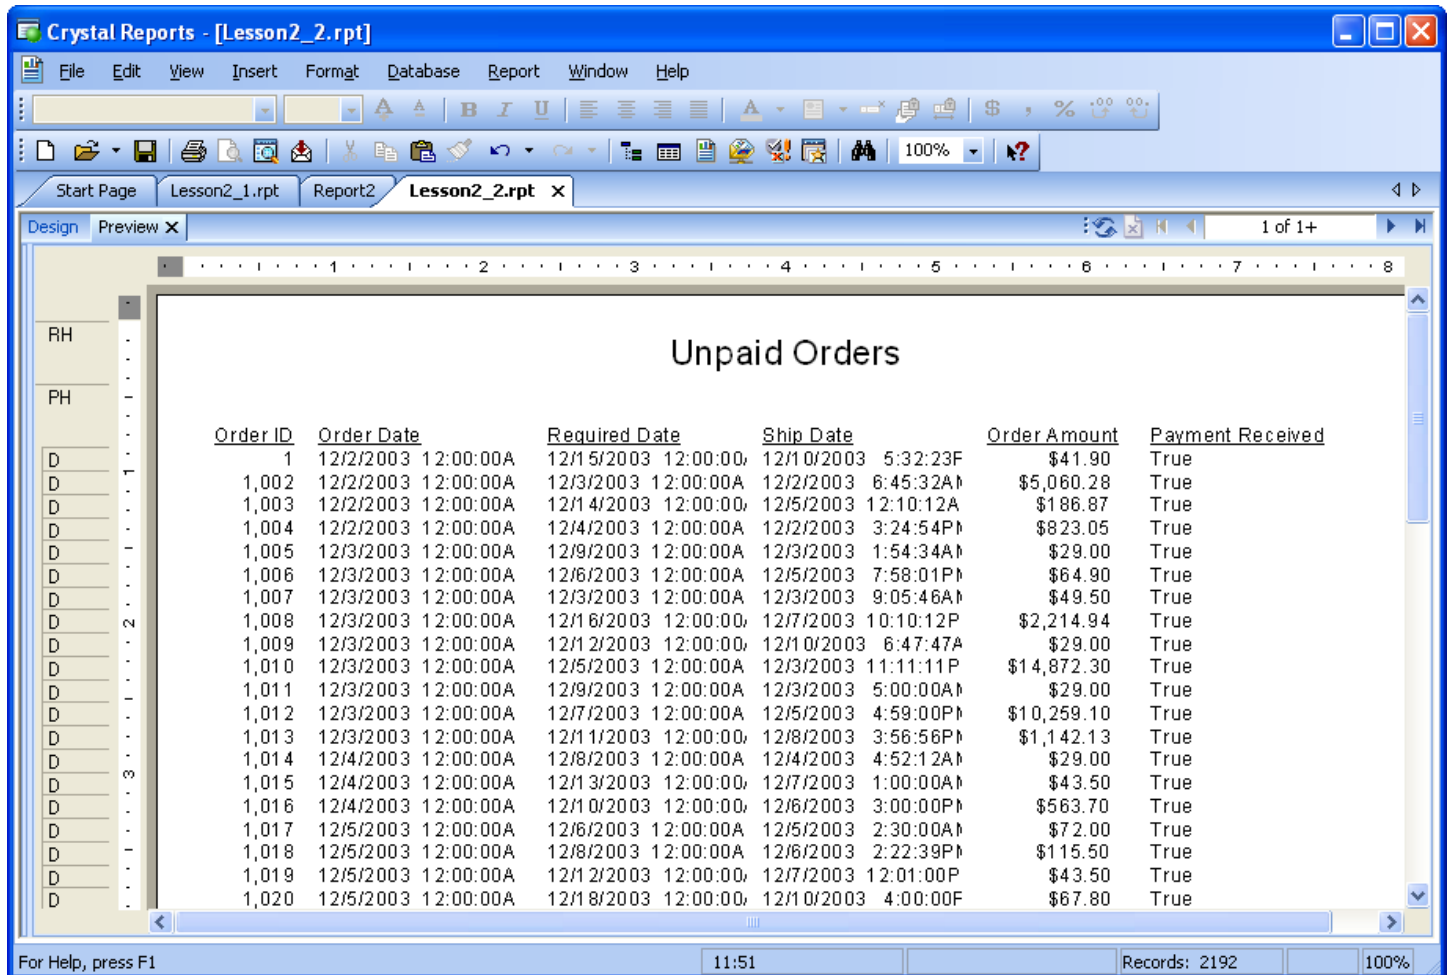 Crystal Reports - [Lesson2_2.rpt]
File Edit View Insert Format Database Report Window Help
B I U A $ , %
100%
Start Page Lesson2_1.rpt Report2 Lesson2_2.rpt
Design Preview 1 of 1+
1 2 3 4 5 6 7 8
RH
Unpaid Orders
PH
Order ID Order Date Required Date Ship Date Order Amount Payment Received
D 1 12/2/2003 12:00:00A 12/15/2003 12:00:00 12/10/2003 5:32:23F $41.90 True
D 1,002 12/2/2003 12:00:00A 12/3/2003 12:00:00A 12/2/2003 6:45:32AM $5,060.28 True
D 1,003 12/2/2003 12:00:00A 12/14/2003 12:00:00 12/5/2003 12:10:12A $186.87 True
D 1,004 12/2/2003 12:00:00A 12/4/2003 12:00:00A 12/2/2003 3:24:54PM $823.05 True
D 1,005 12/3/2003 12:00:00A 12/9/2003 12:00:00A 12/3/2003 1:54:34AM $29.00 True
D 1,006 12/3/2003 12:00:00A 12/6/2003 12:00:00A 12/5/2003 7:58:01PM $64.90 True
D 1,007 12/3/2003 12:00:00A 12/3/2003 12:00:00A 12/3/2003 9:05:46AM $49.50 True
D 1,008 12/3/2003 12:00:00A 12/16/2003 12:00:00 12/7/2003 10:10:12P $2,214.94 True
D 1,009 12/3/2003 12:00:00A 12/12/2003 12:00:00 12/10/2003 6:47:47A $29.00 True
D 1,010 12/3/2003 12:00:00A 12/5/2003 12:00:00A 12/3/2003 11:11:11P $14,872.30 True
D 1,011 12/3/2003 12:00:00A 12/9/2003 12:00:00A 12/3/2003 5:00:00AM $29.00 True
D 1,012 12/3/2003 12:00:00A 12/7/2003 12:00:00A 12/5/2003 4:59:00PM $10,259.10 True
D 1,013 12/3/2003 12:00:00A 12/11/2003 12:00:00 12/8/2003 3:56:56PM $1,142.13 True
D 1,014 12/4/2003 12:00:00A 12/8/2003 12:00:00A 12/4/2003 4:52:12AM $29.00 True
D 1,015 12/4/2003 12:00:00A 12/13/2003 12:00:00 12/7/2003 1:00:00AM $43.50 True
D 1,016 12/4/2003 12:00:00A 12/10/2003 12:00:00 12/6/2003 3:00:00PM $563.70 True
D 1,017 12/5/2003 12:00:00A 12/6/2003 12:00:00A 12/5/2003 2:30:00AM $72.00 True
D 1,018 12/5/2003 12:00:00A 12/8/2003 12:00:00A 12/6/2003 2:22:39PM $115.50 True
D 1,019 12/5/2003 12:00:00A 12/12/2003 12:00:00 12/7/2003 12:01:00P $43.50 True
D 1,020 12/5/2003 12:00:00A 12/18/2003 12:00:00 12/10/2003 4:00:00F $67.80 True
For Help, press F1 11:51 Records: 2192 100%